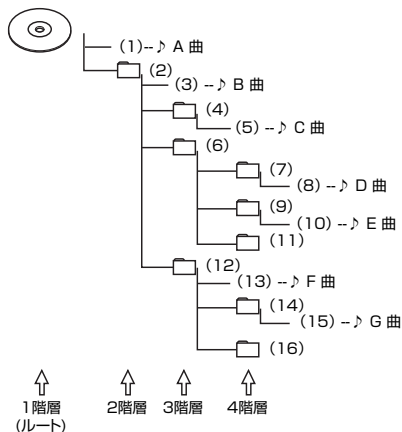 (1)--♪ A 曲
(2)
(3) --♪ B 曲
(4)
(5) --♪ C 曲
(6)
(7)
(8) --♪ D 曲
(9)
(10) --♪ E 曲
(11)
(12)
(13) --♪ F 曲
(14)
(15) --♪ G 曲
(16)
1階層 2階層 3階層 4階層
(ルート)